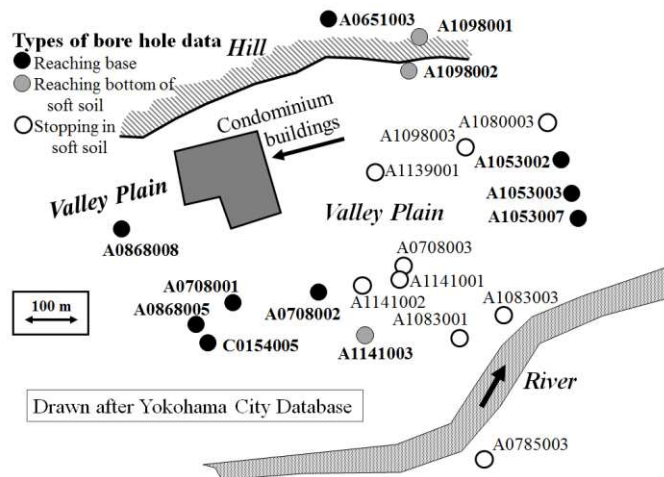 Types of bore hole data
Reaching base
Reaching bottom of
soft soil
Stopping in
soft soil
Hill
A0651003
A1098001
A1098002
Condominium
buildings
A1098003
A1080003
A1139001
A1053002
A1053003
A1053007
Valley Plain
Valley Plain
A0868008
A0708003
A0708001
A0868005
A0708002
A1141001
A1141002
A1083003
A1083001
C0154005
A1141003
100 m
River
Drawn after Yokohama City Database
A0785003